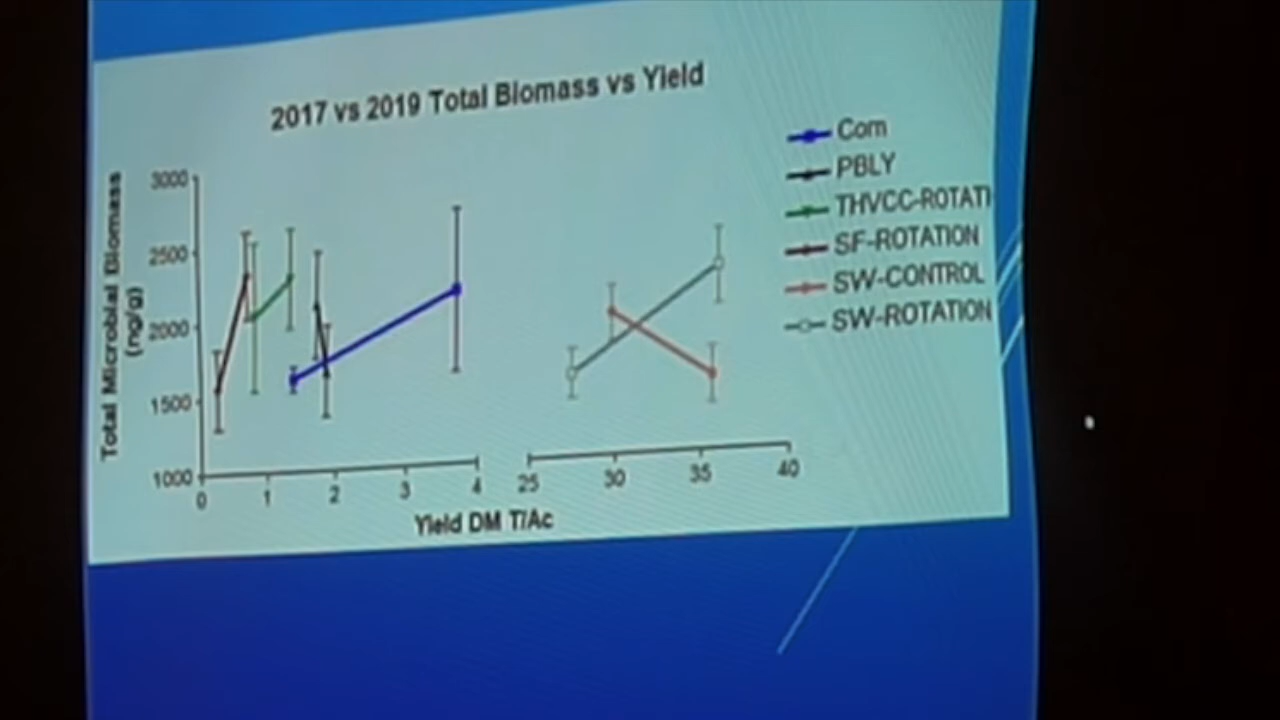 2017 vs 2019 Total Biomass vs Yield
Total Microbial Biomass
(ng/g)
3000
2500
2000
1500
1000
0 1 2 3 4 25 30 35 40
Yield DM T/Ac
Corn
PBLY
THVCC-ROTATI
SF-ROTATION
SW-CONTROL
SW-ROTATION